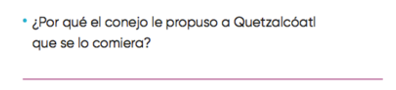 • ¿Por qué el conejo le propuso a Quetzalcóatl
que se lo comiera?